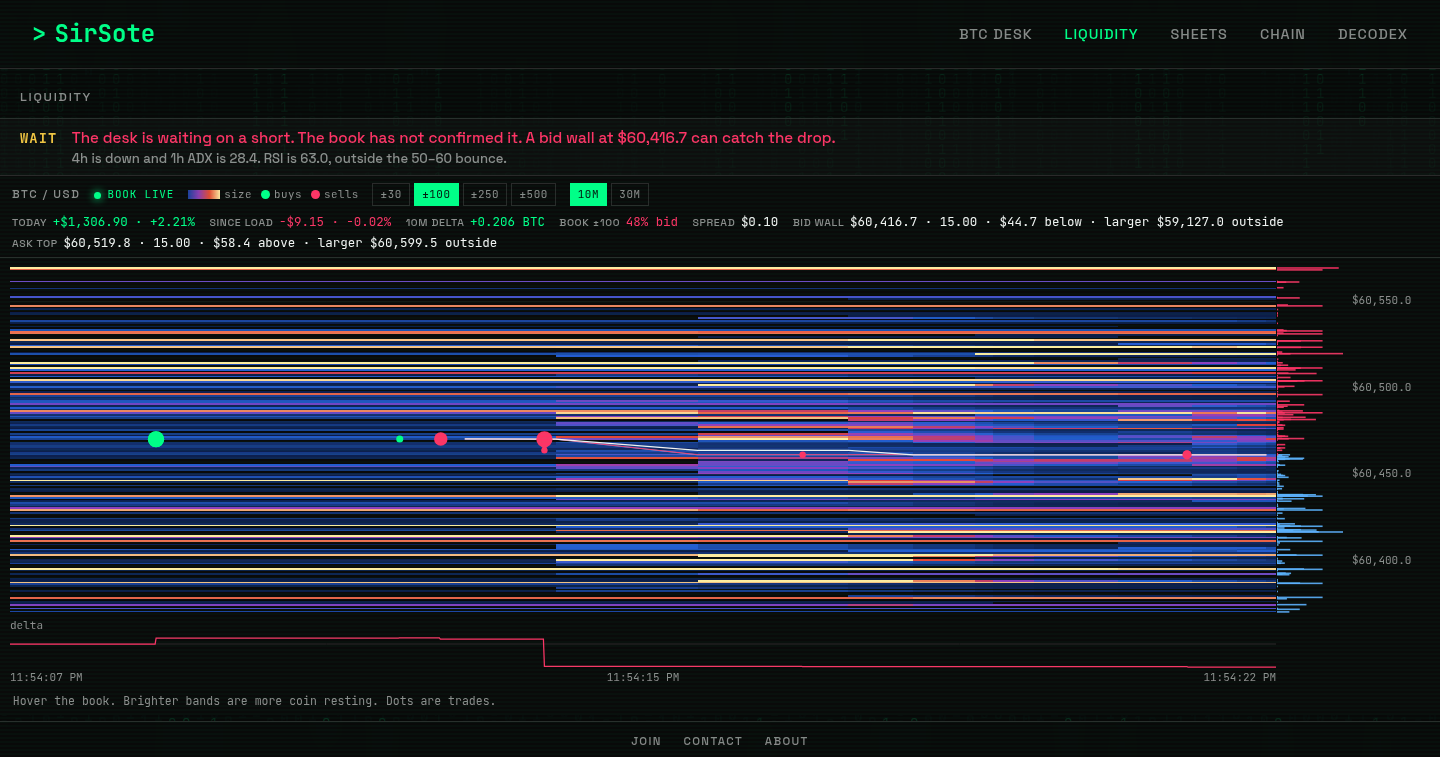 > SirSote
BTC DESK LIQUIDITY SHEETS CHAIN DECODEX
LIQUIDITY
WAIT The desk is waiting on a short. The book has not confirmed it. A bid wall at $60,416.7 can catch the drop.
4h is down and 1h ADX is 28.4. RSI is 63.0, outside the 50–60 bounce.
BTC / USD BOOK LIVE size buys sells ±30 ±100 ±250 ±500 10M 30M
TODAY +$1,306.90 · +2.21% SINCE LOAD -$9.15 · -0.02% 10M DELTA +0.206 BTC BOOK ±100 48% bid SPREAD $0.10 BID WALL $60,416.7 · 15.00 · $44.7 below · larger $59,127.0 outside
ASK TOP $60,519.8 · 15.00 · $58.4 above · larger $60,599.5 outside
$60,550.0
$60,500.0
$60,450.0
$60,400.0
delta
11:54:07 PM 11:54:15 PM 11:54:22 PM
Hover the book. Brighter bands are more coin resting. Dots are trades.
JOIN CONTACT ABOUT